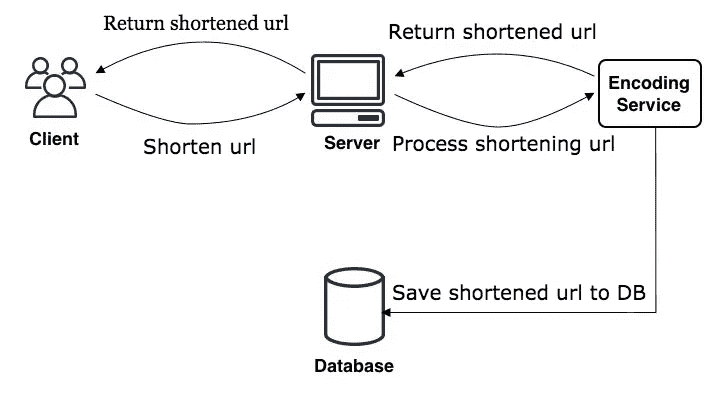 Return shortened url
Return shortened url
Encoding
Service
Client
Shorten url
Server
Process shortening url
Save shortened url to DB
Database